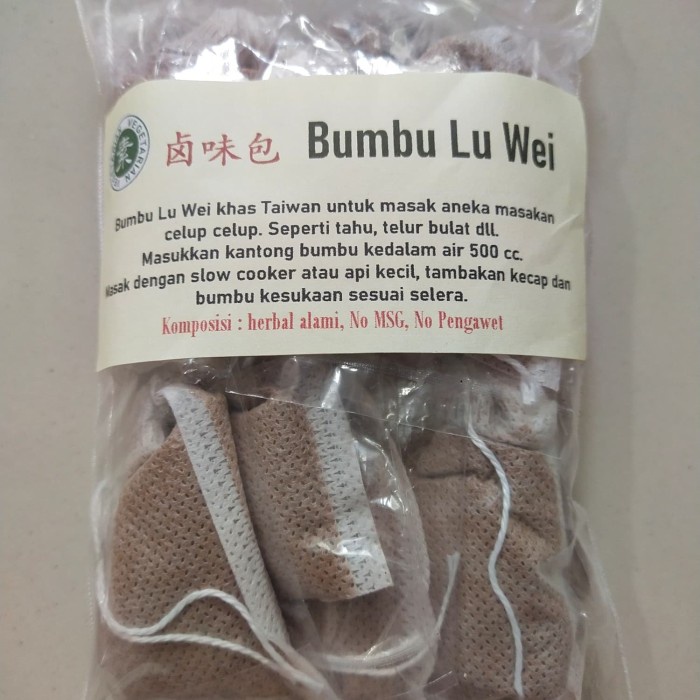 VEGETARIAN
素
卤味包 Bumbu Lu Wei
Bumbu Lu Wei khas Taiwan untuk masak aneka masakan
celup celup. Seperti tahu, telur bulat dll.
Masukkan kantong bumbu kedalam air 500 cc.
Masak dengan slow cooker atau api kecil, tambakan kecap dan
bumbu kesukaan sesuai selera.
Komposisi : herbal alami, No MSG, No Pengawet